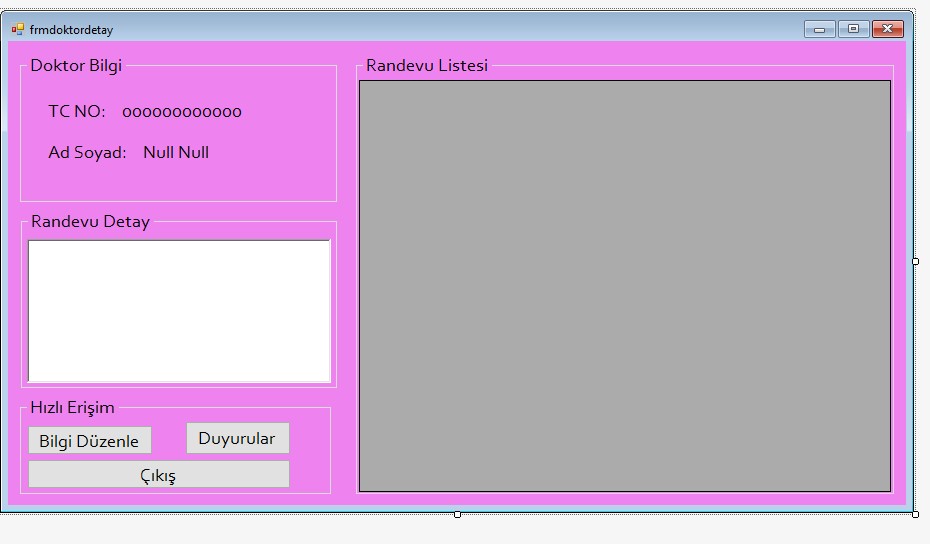 frmdoktordetay
Doktor Bilgi
TC NO: 00000000000
Ad Soyad: Null Null
Randevu Detay
Hızlı Erişim
Bilgi Düzenle
Duyurular
Çıkış
Randevu Listesi